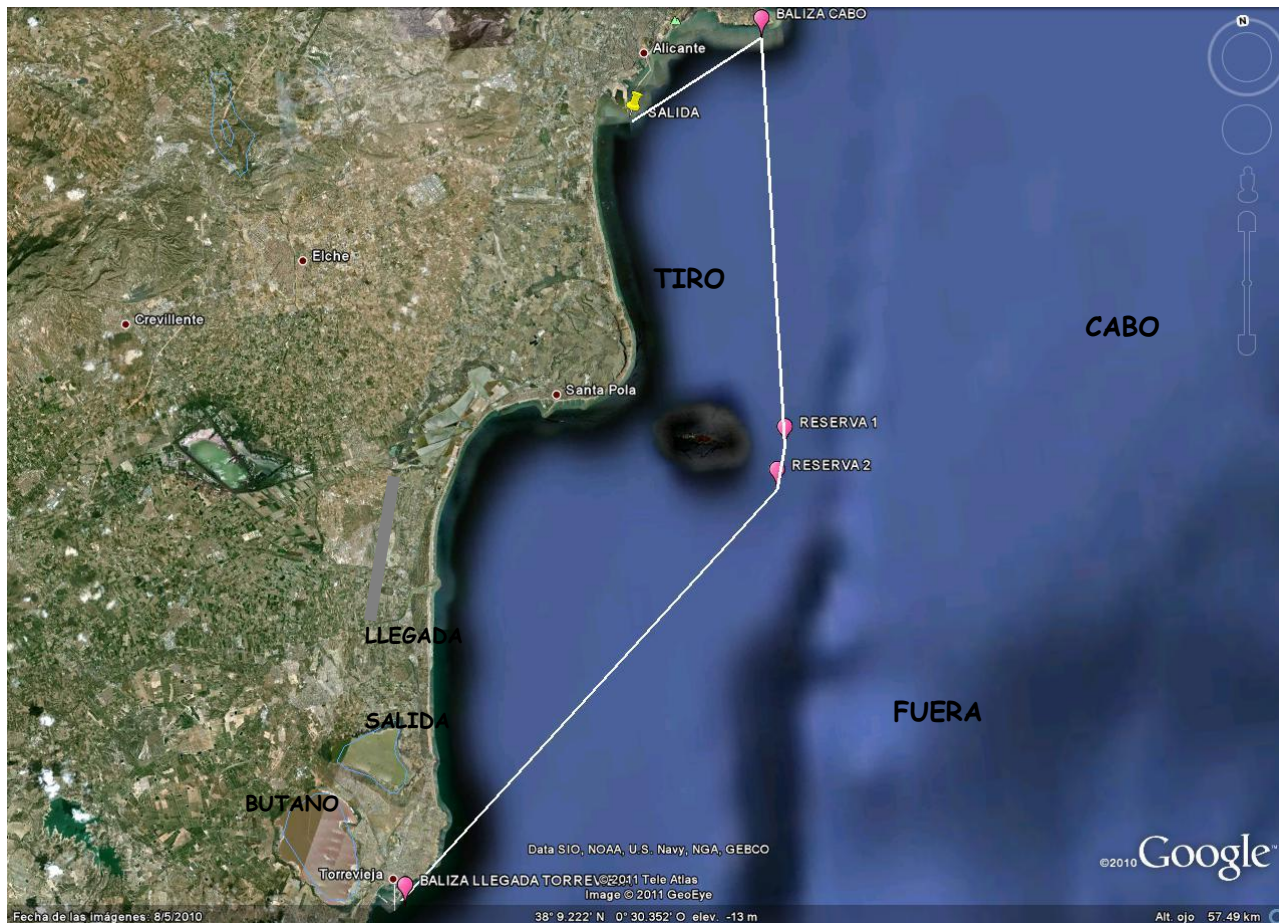 BALIZA CABO
N
Alicante
SALIDA
Elche
TIRO
CABO
Crevillente
Santa Pola
RESERVA 1
RESERVA 2
LLEGADA
SALIDA
FUERA
BUTANO
Data SIO, NOAA, U.S. Navy, NGA, GEBCO
©2010 Google™
Torrevieja
BALIZA LLEGADA
© 2011 Tele Atlas
Image © 2011 GeoEye
Fecha de las imágenes: 8/5/2010
38° 9.222' N 0° 30.352' O elev. -13 m
Alt. ojo 57.49 km